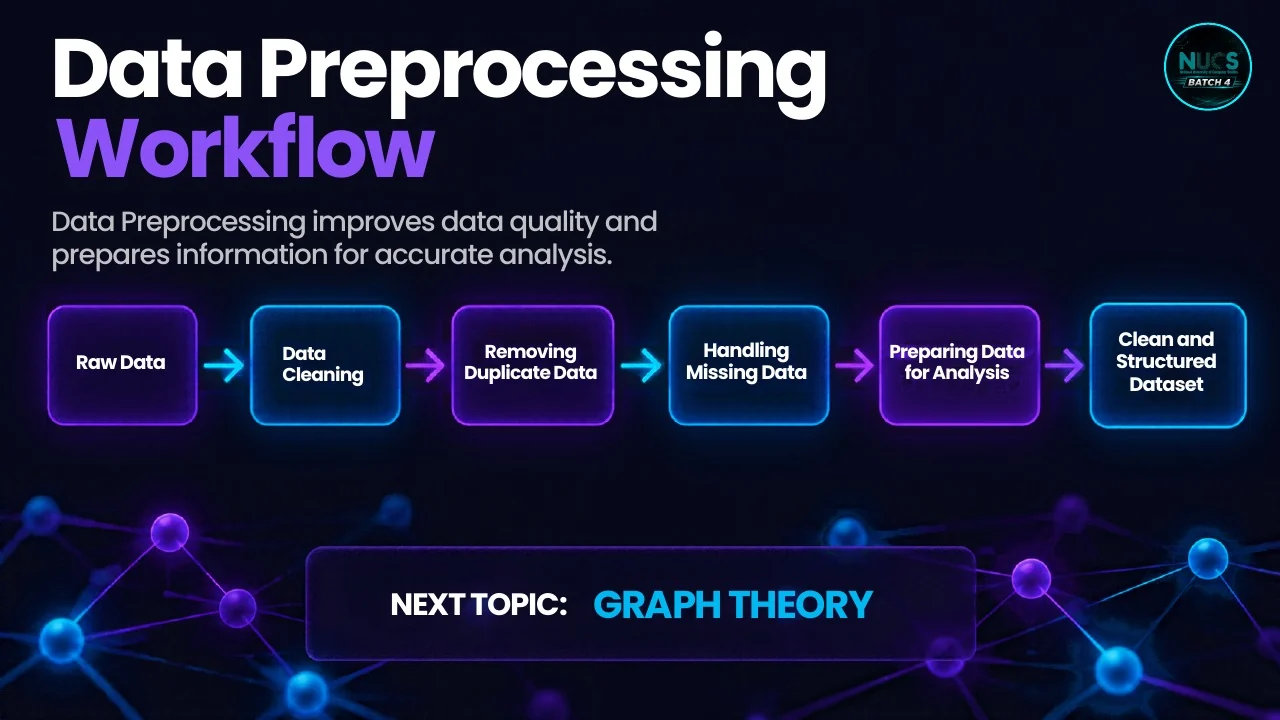 Data Preprocessing
Workflow
NUCS
BATCH 4
Data Preprocessing improves data quality and
prepares information for accurate analysis.
Raw Data
Data
Cleaning
Removing
Duplicate Data
Handling
Missing Data
Preparing Data
for Analysis
Clean and
Structured
Dataset
NEXT TOPIC: GRAPH THEORY